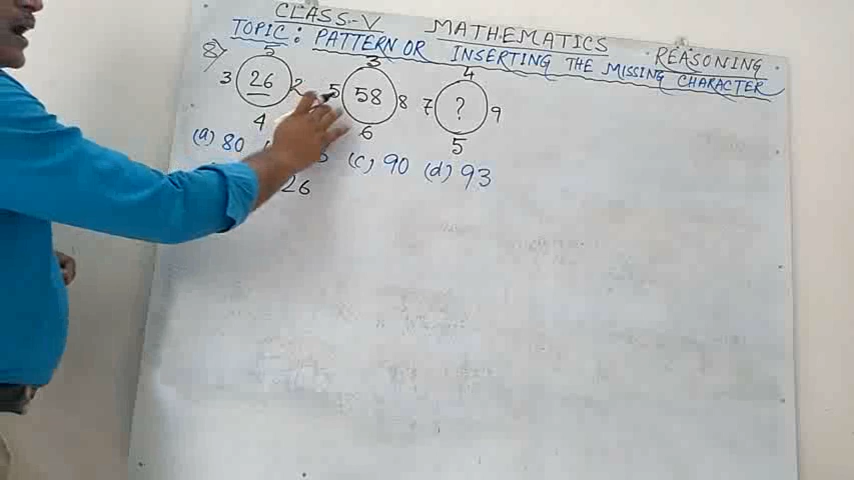 CLASS-V MATHEMATICS
REASONING
TOPIC: PATTERN OR INSERTING THE MISSING CHARACTER
8)
5 3 4
3 26 2 5 58 8 7 ? 9
4 6 5
(a) 80 (c) 90 (d) 93
26